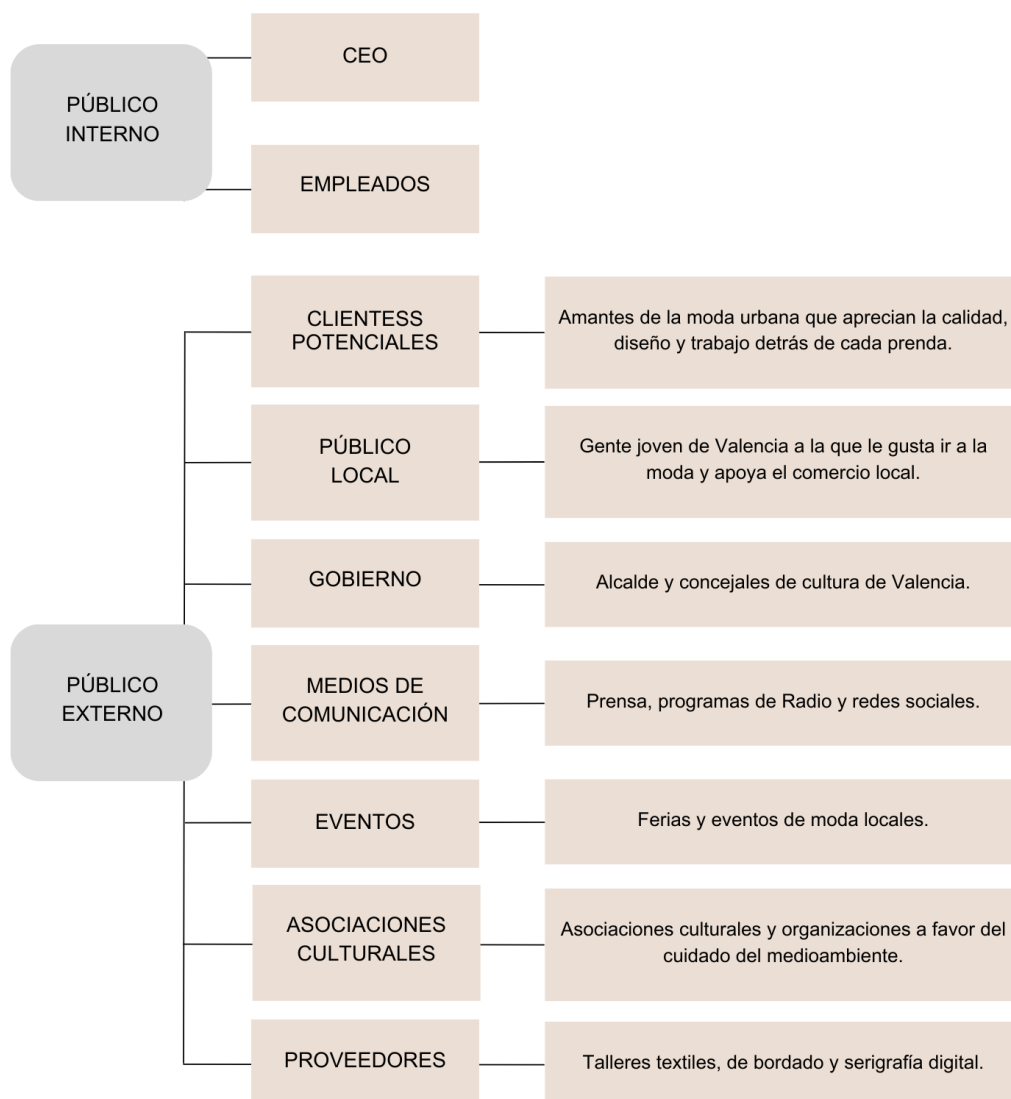 PÚBLICO
INTERNO
CEO
EMPLEADOS
PÚBLICO
EXTERNO
CLIENTESS
POTENCIALES
Amantes de la moda urbana que aprecian la calidad,
diseño y trabajo detrás de cada prenda.
PÚBLICO
LOCAL
Gente joven de Valencia a la que le gusta ir a la
moda y apoya el comercio local.
GOBIERNO
Alcalde y concejales de cultura de Valencia.
MEDIOS DE
COMUNICACIÓN
Prensa, programas de Radio y redes sociales.
EVENTOS
Ferias y eventos de moda locales.
ASOCIACIONES
CULTURALES
Asociaciones culturales y organizaciones a favor del
cuidado del medioambiente.
PROVEEDORES
Talleres textiles, de bordado y serigrafía digital.